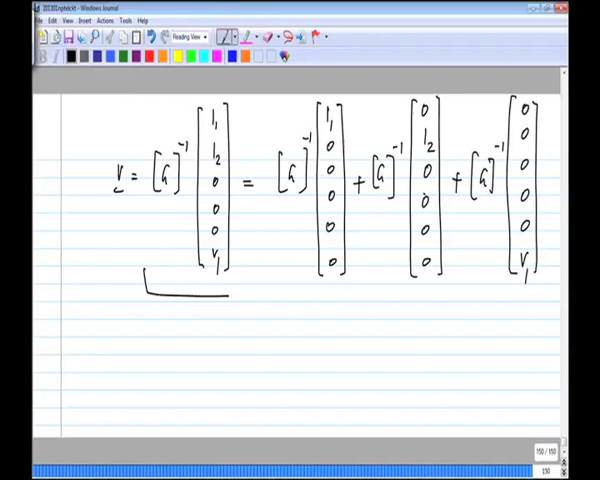 201301nptelckt - Windows Journal
File Edit View Insert Actions Tools Help
Reading View
V = [G]⁻¹ [I₁ I₂ 0 0 0 V₁] = [G]⁻¹ [I₁ 0 0 0 0 0] + [G]⁻¹ [0 I₂ 0 0 0 0] + [G]⁻¹ [0 0 0 0 0 V₁]
150 / 150
150